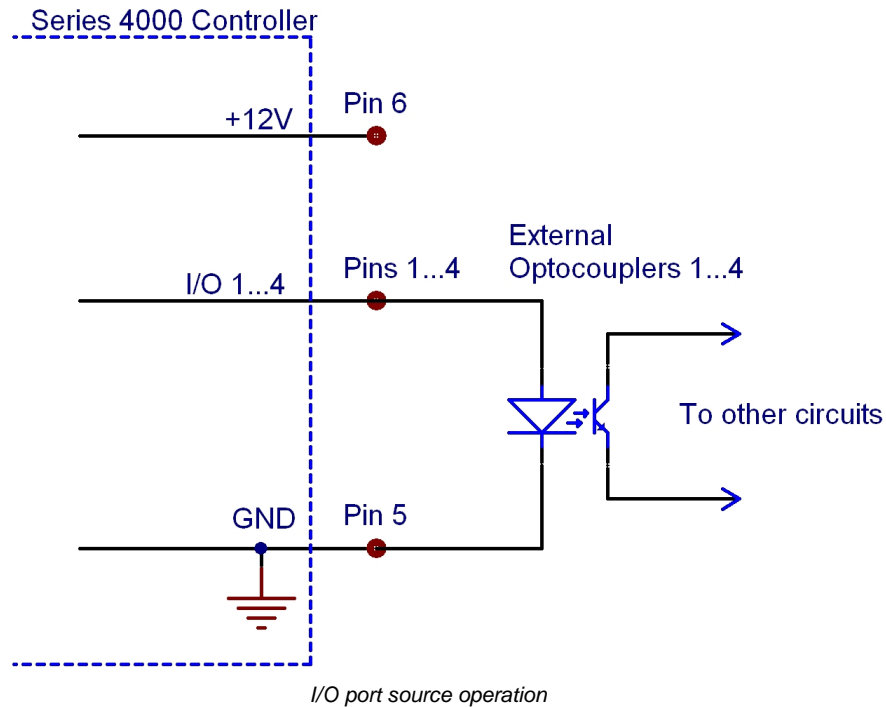 Series 4000 Controller
+12V
Pin 6
I/O 1...4
Pins 1...4
External
Optocouplers 1...4
To other circuits
GND
Pin 5
I/O port source operation